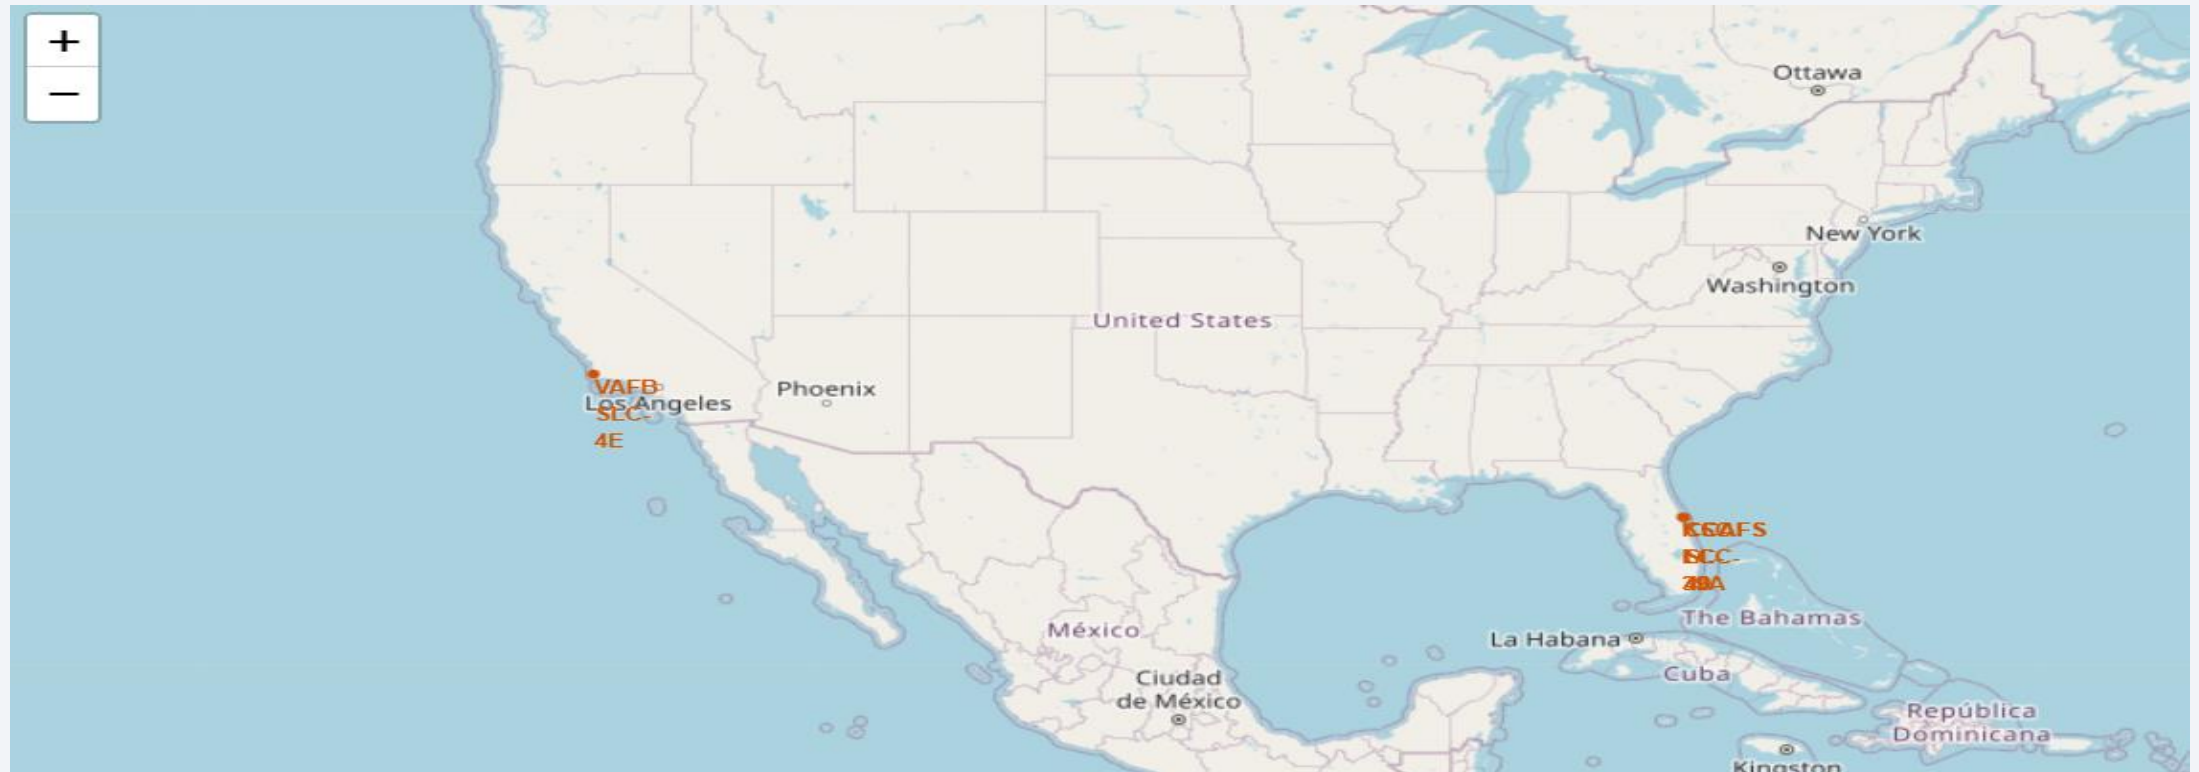 +
−
Ottawa
New York
Washington
United States
VAFB
SLC-
4E
Los Angeles
Phoenix
The Bahamas
México
La Habana
Cuba
Ciudad
de México
República
Dominicana
Kingston